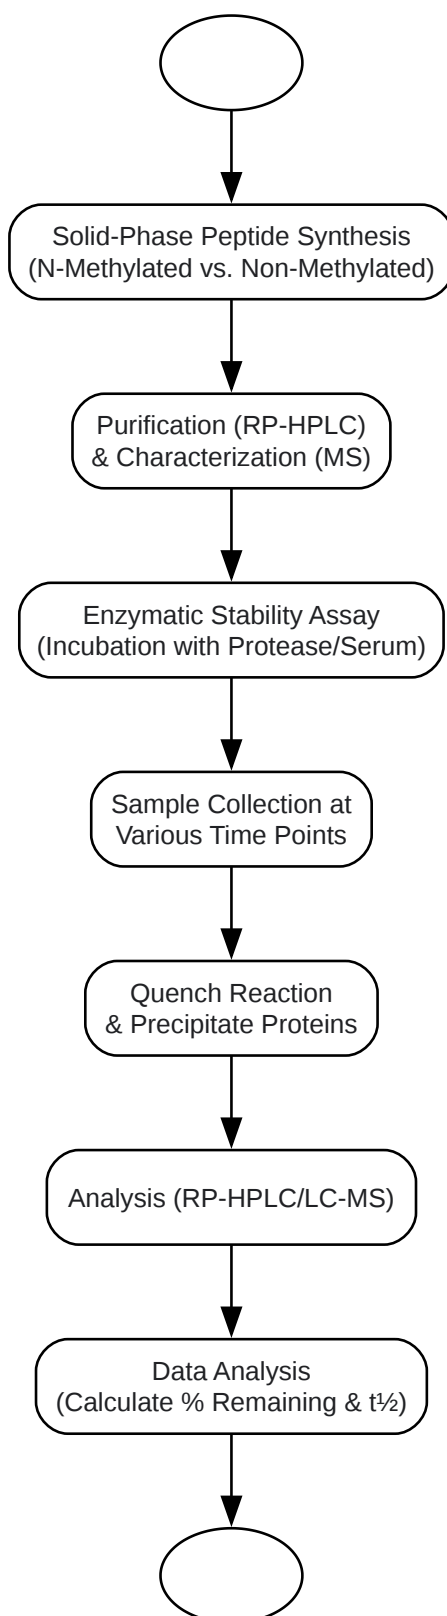 Solid-Phase Peptide Synthesis
(N-Methylated vs. Non-Methylated)
Purification (RP-HPLC)
& Characterization (MS)
Enzymatic Stability Assay
(Incubation with Protease/Serum)
Sample Collection at
Various Time Points
Quench Reaction
& Precipitate Proteins
Analysis (RP-HPLC/LC-MS)
Data Analysis
(Calculate % Remaining & t½)